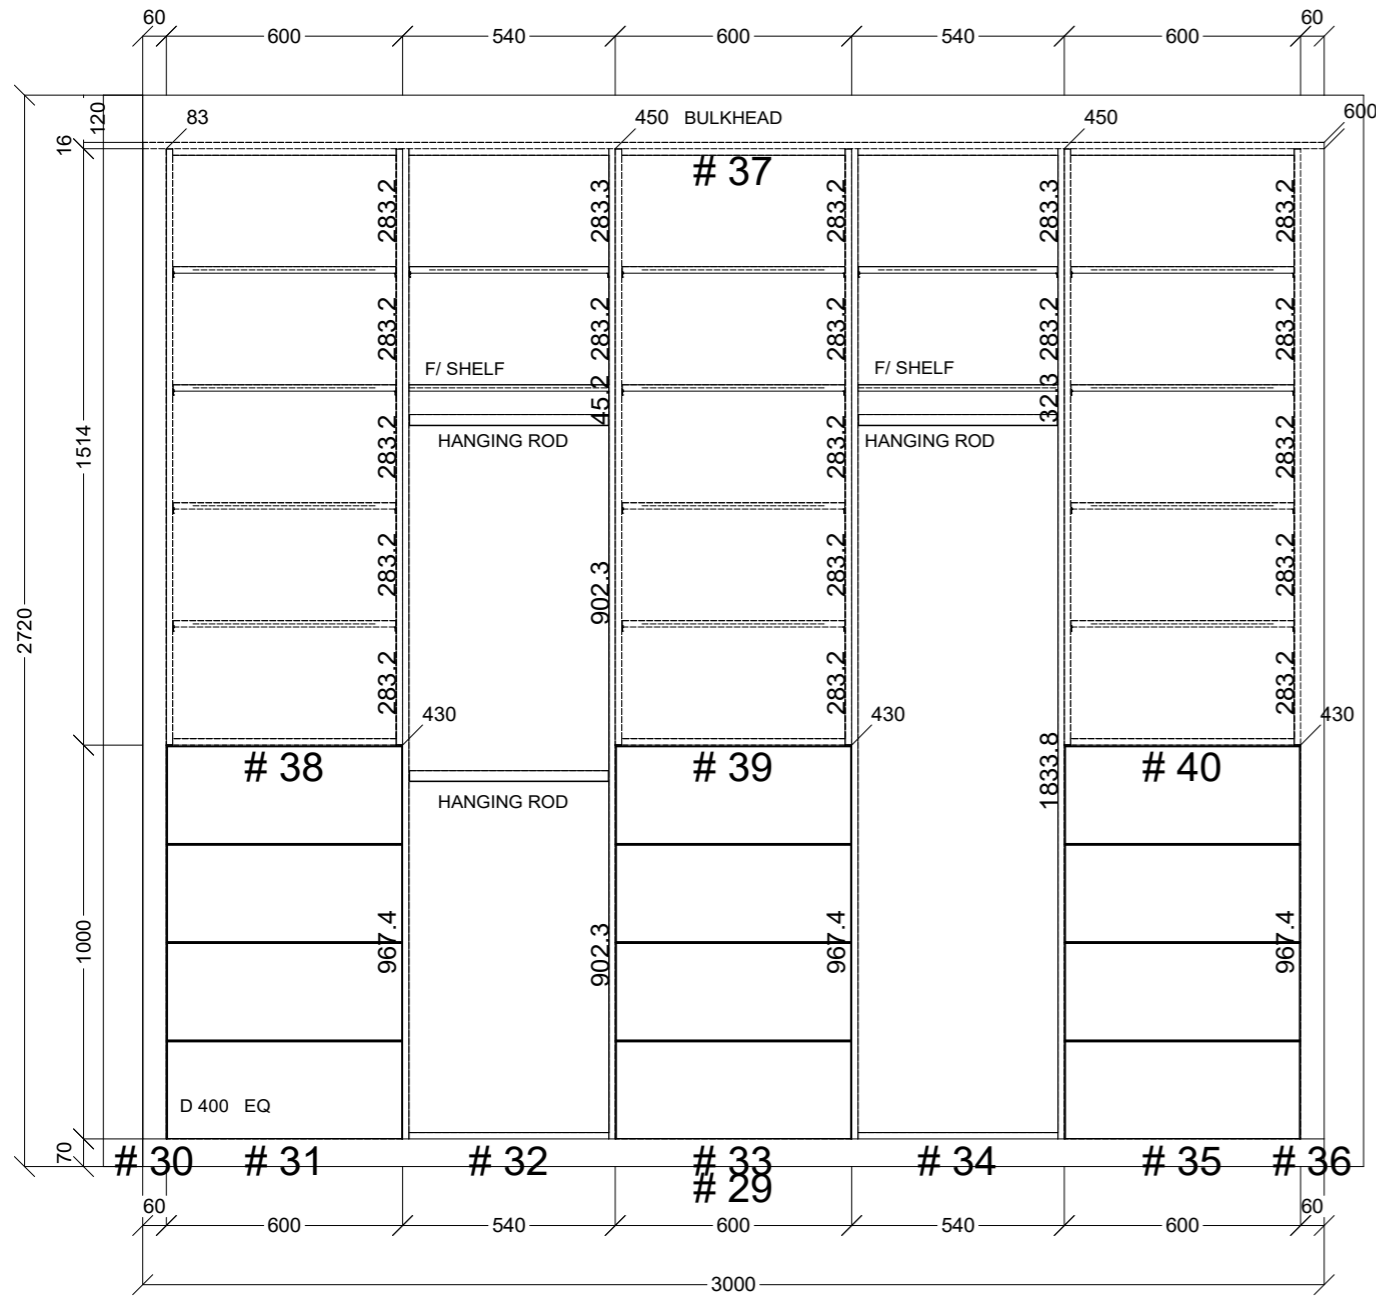 60 600 540 600 540 600 60
120 83 450 BULKHEAD 450 600
16
# 37
283.2 283.3 283.2 283.3 283.2
283.2 283.2 283.2 283.2 283.2
F/ SHELF F/ SHELF
45.2 32.3
HANGING ROD HANGING ROD
1514 283.2 283.2 283.2
283.2 902.3 283.2 283.2
2720
283.2 283.2 283.2
430 430 430
# 38 # 39 # 40
1833.8
HANGING ROD
1000 967.4 902.3 967.4 967.4
D 400 EQ
70
# 30 # 31 # 32 # 33 # 34 # 35 # 36
# 29
60 600 540 600 540 600 60
3000